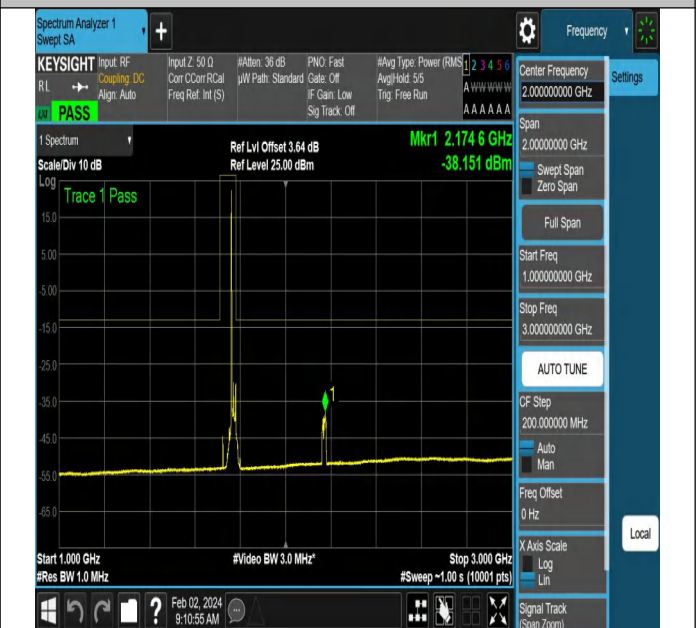 Spectrum Analyzer 1
Swept SA
+
Frequency
KEYSIGHT
RL
Input: RF
Coupling: DC
Align: Auto
Input Z: 50 Ω
Corr CCorr RCal
Freq Ref: Int (S)
#Atten: 36 dB
µW Path: Standard
PNO: Fast
Gate: Off
IF Gain: Low
Sig Track: Off
#Avg Type: Power (RMS
Avg|Hold: 5/5
Trig: Free Run
1 2 3 4 5 6
A W W W W W
A A A A A A
PASS
1 Spectrum
Scale/Div 10 dB
Ref Lvl Offset 3.64 dB
Ref Level 25.00 dBm
Mkr1 2.174 6 GHz
-38.151 dBm
Log
Trace 1 Pass
15.0
5.00
-5.00
-15.0
-25.0
-35.0
-45.0
-55.0
-65.0
1
Start 1.000 GHz
#Res BW 1.0 MHz
#Video BW 3.0 MHz*
Stop 3.000 GHz
#Sweep ~1.00 s (10001 pts)
?
Feb 02, 2024
9:10:55 AM
Center Frequency
2.000000000 GHz
Settings
Span
2.00000000 GHz
Swept Span
Zero Span
Full Span
Start Freq
1.000000000 GHz
Stop Freq
3.000000000 GHz
AUTO TUNE
CF Step
200.000000 MHz
Auto
Man
Freq Offset
0 Hz
X Axis Scale
Log
Lin
Local
Signal Track
(Span Zoom)